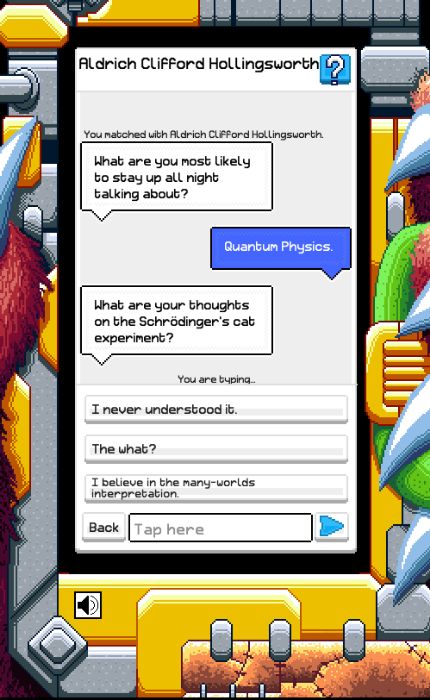 Aldrich Clifford Hollingsworth
?
You matched with Aldrich Clifford Hollingsworth.
What are you most likely
to stay up all night
talking about?
Quantum Physics.
What are your thoughts
on the Schrödinger's cat
experiment?
You are typing...
I never understood it.
The what?
I believe in the many-worlds
interpretation.
Back
Tap here